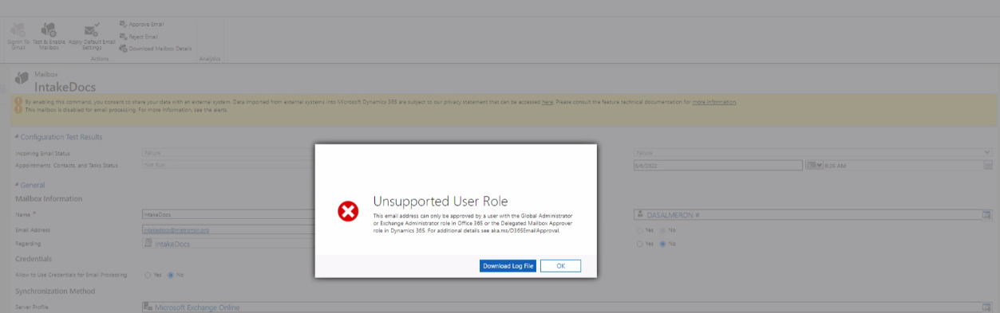 Approve Email
Sign In To Gmail
Test & Enable Mailbox
Apply Default Email Settings
Reject Email
Download Mailbox Details
Actions
Analytics
Mailbox
IntakeDocs
By enabling this command, you consent to share your data with an external system. Data imported from external systems into Microsoft Dynamics 365 are subject to our privacy statement that can be accessed here. Please consult the feature technical documentation for more information.
This mailbox is disabled for email processing. For more information, see the alerts.
Configuration Test Results
Incoming Email Status Failure Failure
Appointments, Contacts, and Tasks Status Not Run 6/6/2022 8:26 AM
General
Mailbox Information
Unsupported User Role
This email address can only be approved by a user with the Global Administrator
or Exchange Administrator role in Office 365 or the Delegated Mailbox Approver
role in Dynamics 365. For additional details see aka.ms/D365EmailApproval.
Download Log File OK
Name * IntakeDocs DASALMERON #
Email Address Yes No
Regarding IntakeDocs Yes No
Credentials
Allow to Use Credentials for Email Processing Yes No
Synchronization Method
Server Profile Microsoft Exchange Online